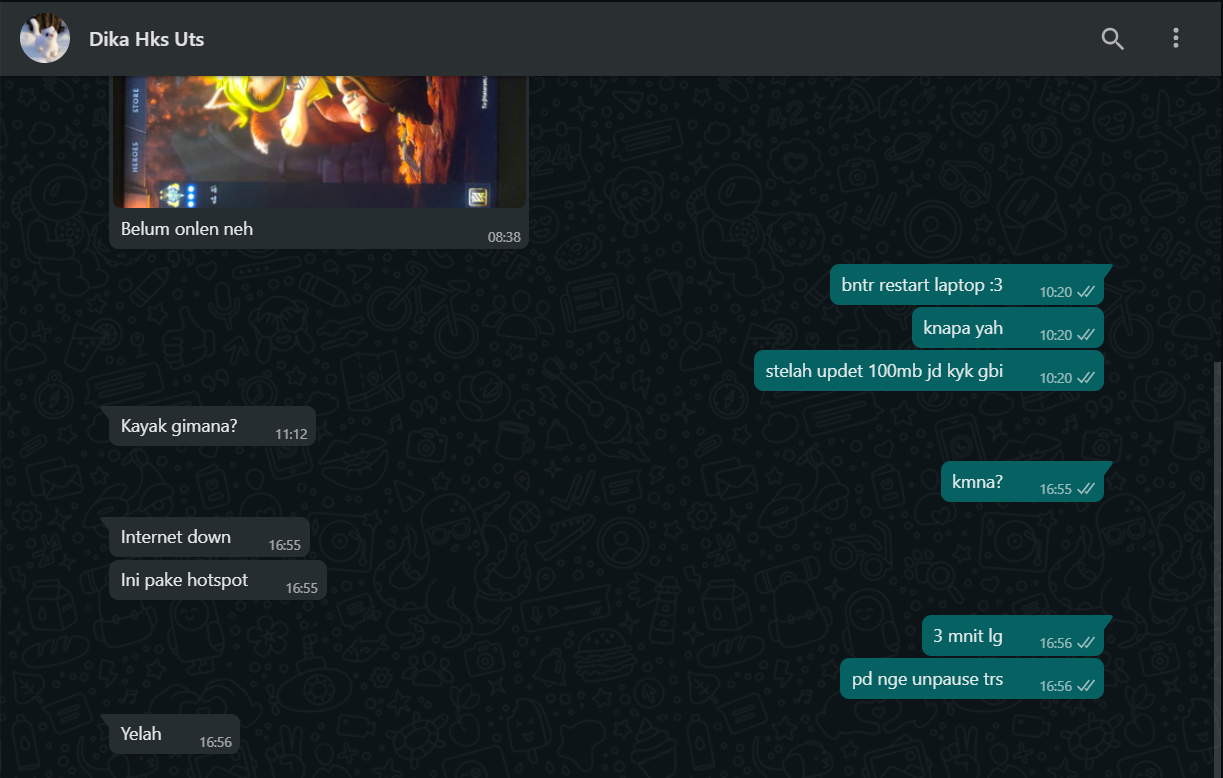 Dika Hks Uts
STORE
HEROES
Belum onlen neh
08:38
bntr restart laptop :3
10:20
knapa yah
10:20
stelah updet 100mb jd kyk gbi
10:20
Kayak gimana?
11:12
kmna?
16:55
Internet down
16:55
Ini pake hotspot
16:55
3 mnit lg
16:56
pd nge unpause trs
16:56
Yelah
16:56